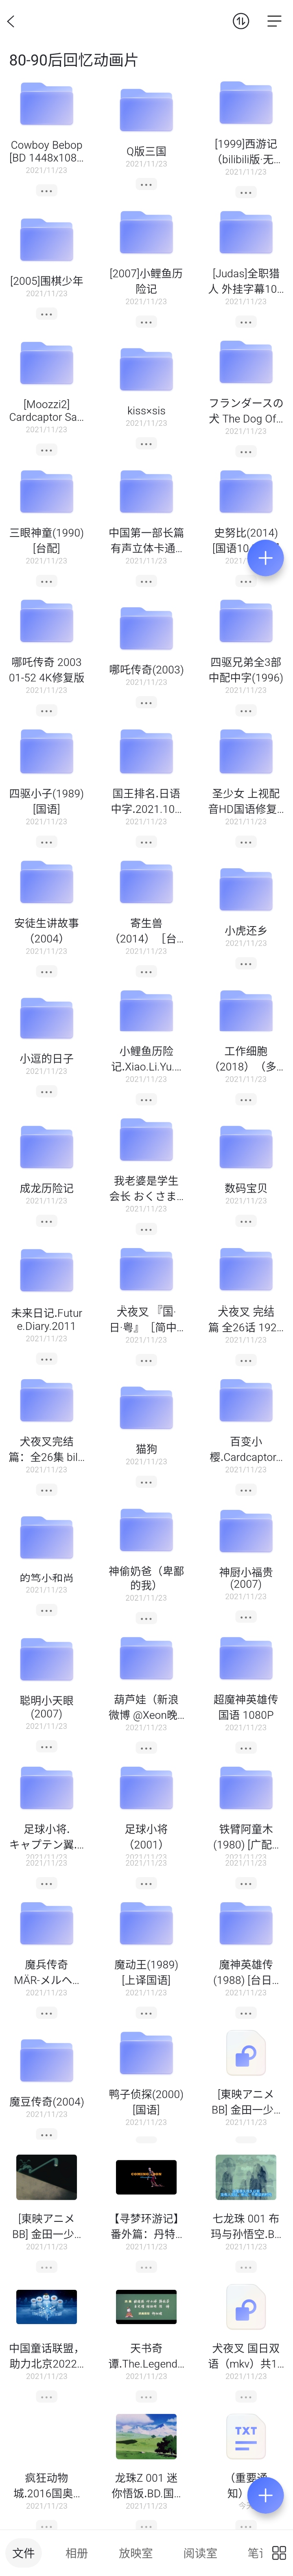 80-90后回忆动画片
Cowboy Bebop
[BD 1448x108...
2021/11/23
Q版三国
2021/11/23
[1999]西游记
（bilibili版·无...
2021/11/23
[2005]围棋少年
2021/11/23
[2007]小鲤鱼历
险记
2021/11/23
[Judas]全职猎
人 外挂字幕10...
2021/11/23
[Moozzi2]
Cardcaptor Sa...
2021/11/23
kiss×sis
2021/11/23
フランダースの
犬 The Dog Of...
2021/11/23
三眼神童(1990)
[台配]
2021/11/23
中国第一部长篇
有声立体卡通...
2021/11/23
史努比(2014)
[国语10
2021/11/23
哪吒传奇 2003
01-52 4K修复版
2021/11/23
哪吒传奇(2003)
2021/11/23
四驱兄弟全3部
中配中字(1996)
2021/11/23
四驱小子(1989)
[国语]
2021/11/23
国王排名.日语
中字.2021.10...
2021/11/23
圣少女 上视配
音HD国语修复...
2021/11/23
安徒生讲故事
（2004）
2021/11/23
寄生兽
（2014）［台...
2021/11/23
小虎还乡
2021/11/23
小逗的日子
2021/11/23
小鲤鱼历险
记.Xiao.Li.Yu....
2021/11/23
工作细胞
（2018）（多...
2021/11/23
成龙历险记
2021/11/23
我老婆是学生
会长 おくさま...
2021/11/23
数码宝贝
2021/11/23
未来日记.Futur
e.Diary.2011
2021/11/23
犬夜叉 『国·
日·粤』［简中...
2021/11/23
犬夜叉 完结
篇 全26话 192...
2021/11/23
犬夜叉完结
篇：全26集 bil...
2021/11/23
猫狗
2021/11/23
百变小
樱.Cardcaptor...
2021/11/23
的笃小和尚
2021/11/23
神偷奶爸（卑鄙
的我）
2021/11/23
神厨小福贵
(2007)
2021/11/23
聪明小天眼
(2007)
2021/11/23
葫芦娃（新浪
微博 @Xeon晚...
2021/11/23
超魔神英雄传
国语 1080P
2021/11/23
足球小将.
キャプテン翼...
2021/11/23
足球小将
（2001）
2021/11/23
铁臂阿童木
(1980) [广配...
2021/11/23
魔兵传奇
MÄR-メルヘ...
2021/11/23
魔动王(1989)
[上译国语]
2021/11/23
魔神英雄传
(1988) [台日...
2021/11/23
魔豆传奇(2004)
2021/11/23
鸭子侦探(2000)
[国语]
2021/11/23
[東映アニメ
BB] 金田一少...
2021/11/23
[東映アニメ
BB] 金田一少...
2021/11/23
【寻梦环游记】
番外篇：丹特...
2021/11/23
七龙珠 001 布
玛与孙悟空.B...
2021/11/23
中国童话联盟，
助力北京2022...
2021/11/23
天书奇
谭.The.Legend...
2021/11/23
犬夜叉 国日双
语（mkv）共1...
2021/11/23
疯狂动物
城.2016国奥...
2021/11/23
龙珠Z 001 迷
你悟饭.BD.国...
2021/11/23
TXT
（重要通
知）
今天
文件
相册
放映室
阅读室
笔记